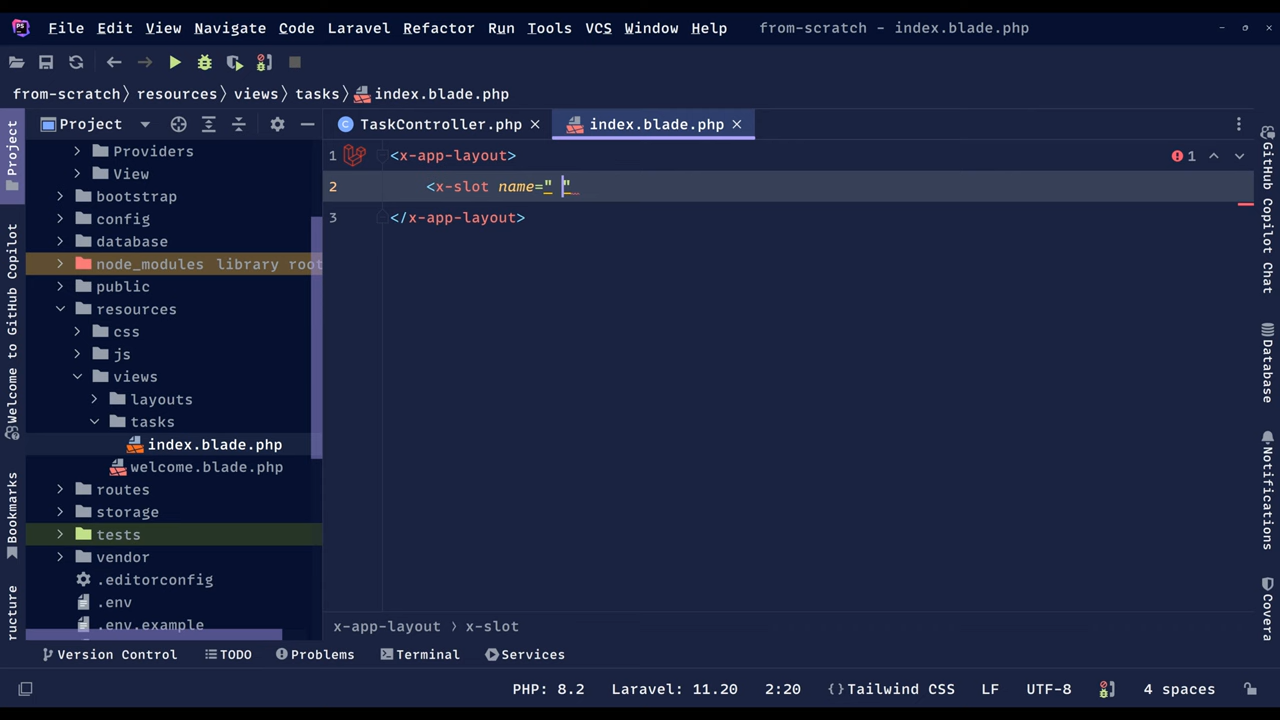 PS File Edit View Navigate Code Laravel Refactor Run Tools VCS Window Help from-scratch - index.blade.php
from-scratch〉resources〉views〉tasks〉index.blade.php
Project
TaskController.php
index.blade.php
1 <x-app-layout>
1
2 <x-slot name=" "
3 </x-app-layout>
Providers
View
bootstrap
config
database
node_modules library root
public
resources
css
js
views
layouts
tasks
index.blade.php
welcome.blade.php
routes
storage
tests
vendor
.editorconfig
.env
.env.example
Project
Welcome to GitHub Copilot
Bookmarks
ructure
GitHub Copilot Chat
Database
Notifications
Covera
x-app-layout › x-slot
Version Control TODO Problems Terminal Services
PHP: 8.2 Laravel: 11.20 2:20 {} Tailwind CSS LF UTF-8 4 spaces